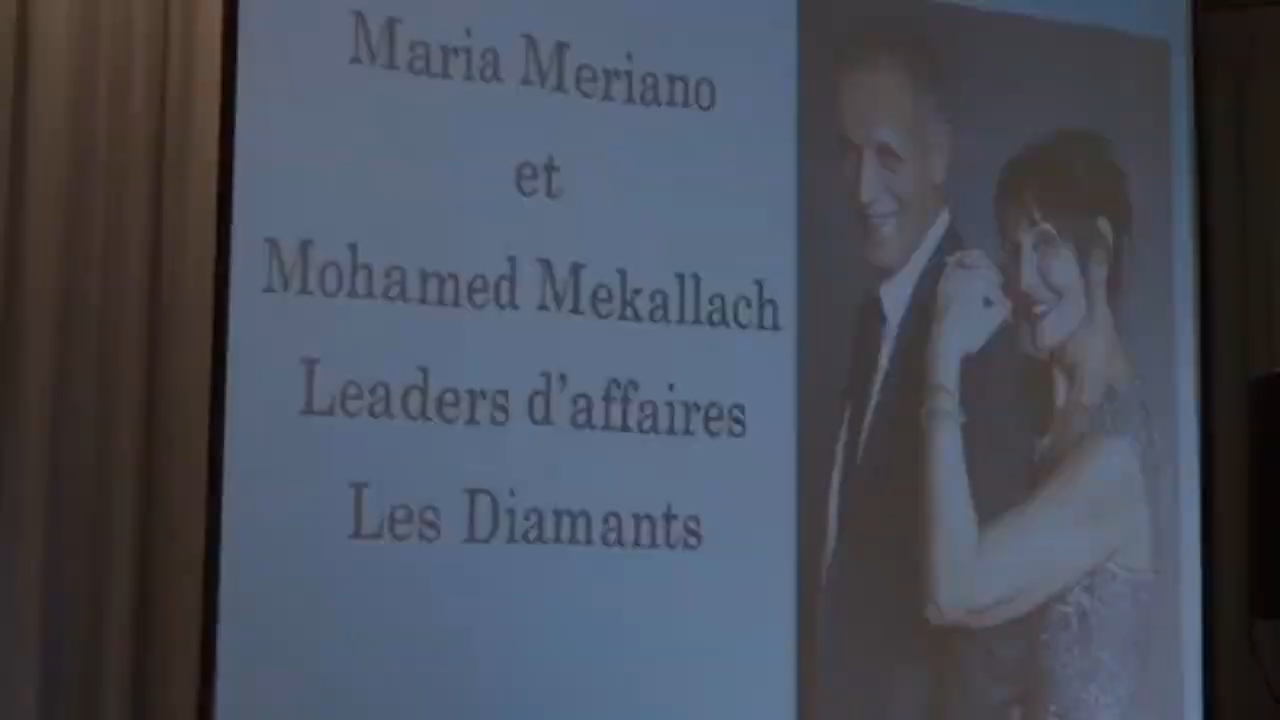 Maria Meriano
et
Mohamed Mekallach
Leaders d'affaires
Les Diamants